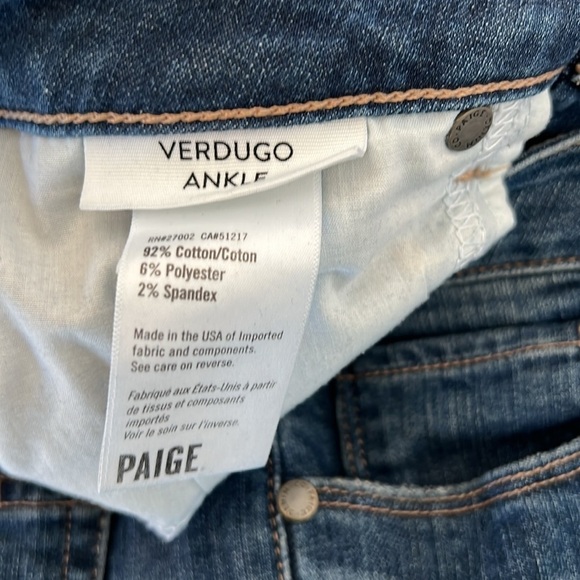 VERDUGO
ANKLE
RN#27002 CA#51217
92% Cotton/Coton
6% Polyester
2% Spandex
Made in the USA of Imported
fabric and components.
See care on reverse.
Fabriqué aux États-Unis à partir
de tissus et composants
importés
Voir le soin sur l'inverse.
PAIGE
PAIGE